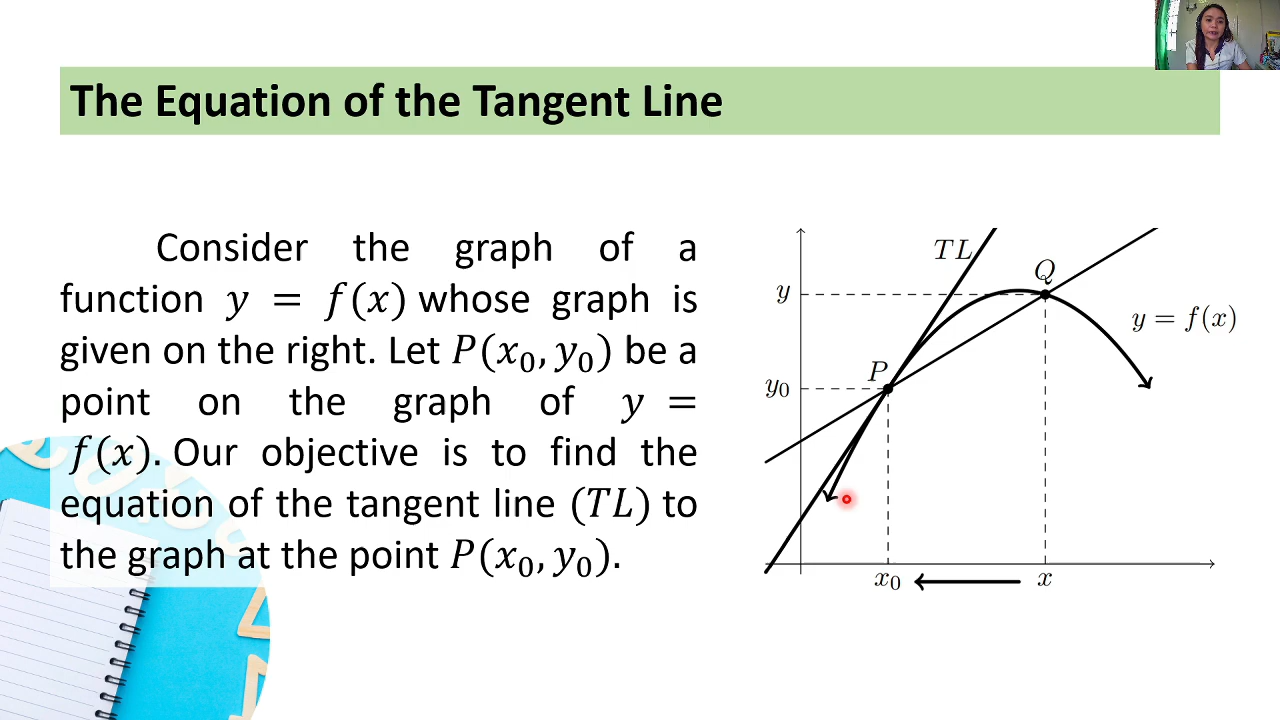 The Equation of the Tangent Line
Consider the graph of a
function y = f(x) whose graph is
given on the right. Let P(x₀, y₀) be a
point on the graph of y =
f(x). Our objective is to find the
equation of the tangent line (TL) to
the graph at the point P(x₀, y₀).
TL
Q
y
y = f(x)
P
y₀
x₀
x